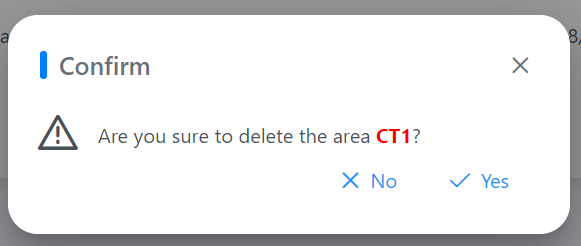 Confirm
Are you sure to delete the area CT1?
No
Yes